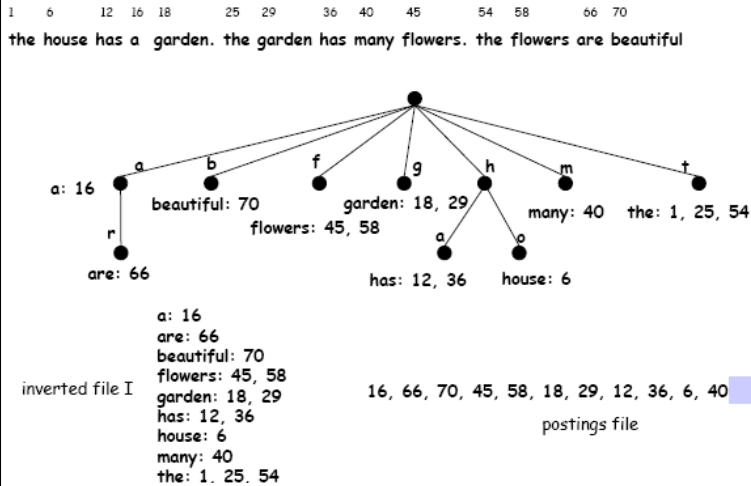 1 6 12 16 18 25 29 36 40 45 54 58 66 70
the house has a garden. the garden has many flowers. the flowers are beautiful
a b f g h m t
a: 16
beautiful: 70
garden: 18, 29
many: 40
the: 1, 25, 54
flowers: 45, 58
r a o
are: 66
has: 12, 36
house: 6
a: 16
are: 66
beautiful: 70
flowers: 45, 58
inverted file I
garden: 18, 29
16, 66, 70, 45, 58, 18, 29, 12, 36, 6, 40
has: 12, 36
postings file
house: 6
many: 40
the: 1, 25, 54